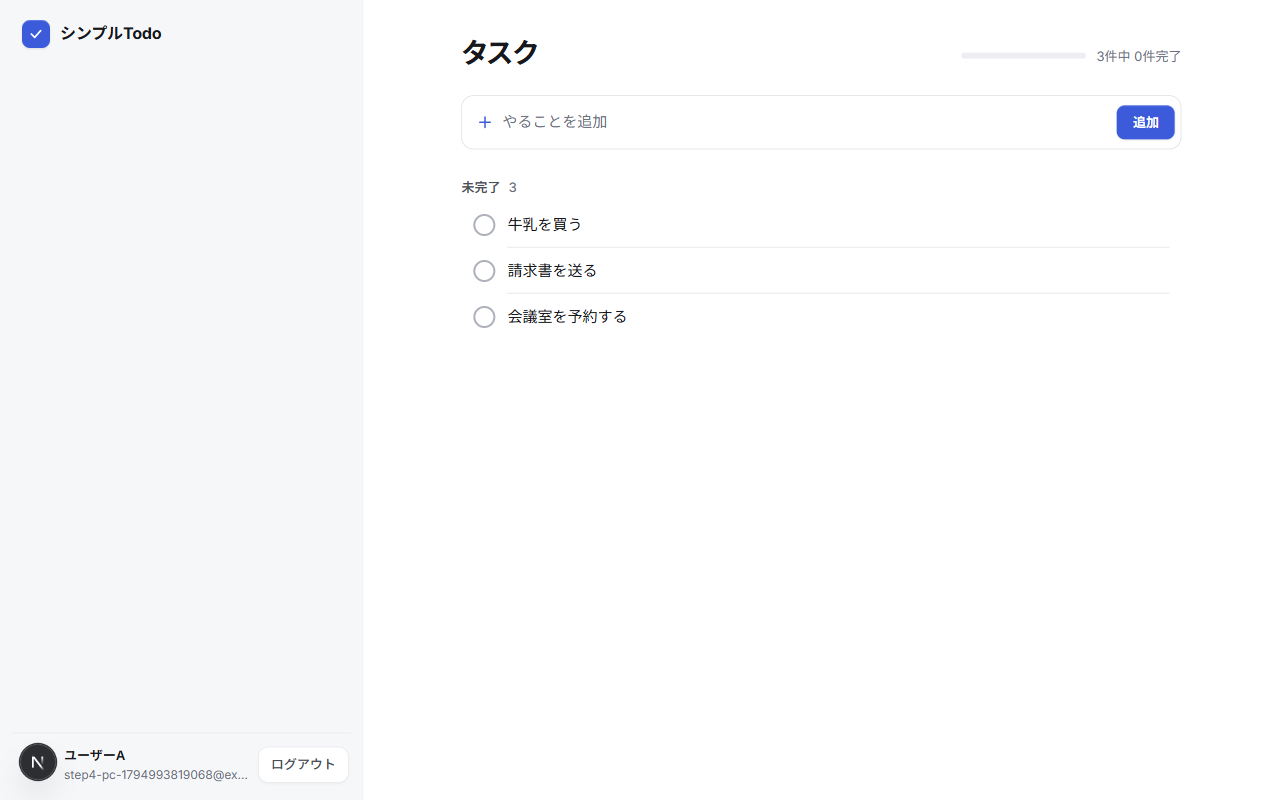 シンプルTodo
タスク
3件中 0件完了
やることを追加
追加
未完了 3
牛乳を買う
請求書を送る
会議室を予約する
N
ユーザーA
step4-pc-1794993819068@ex...
ログアウト